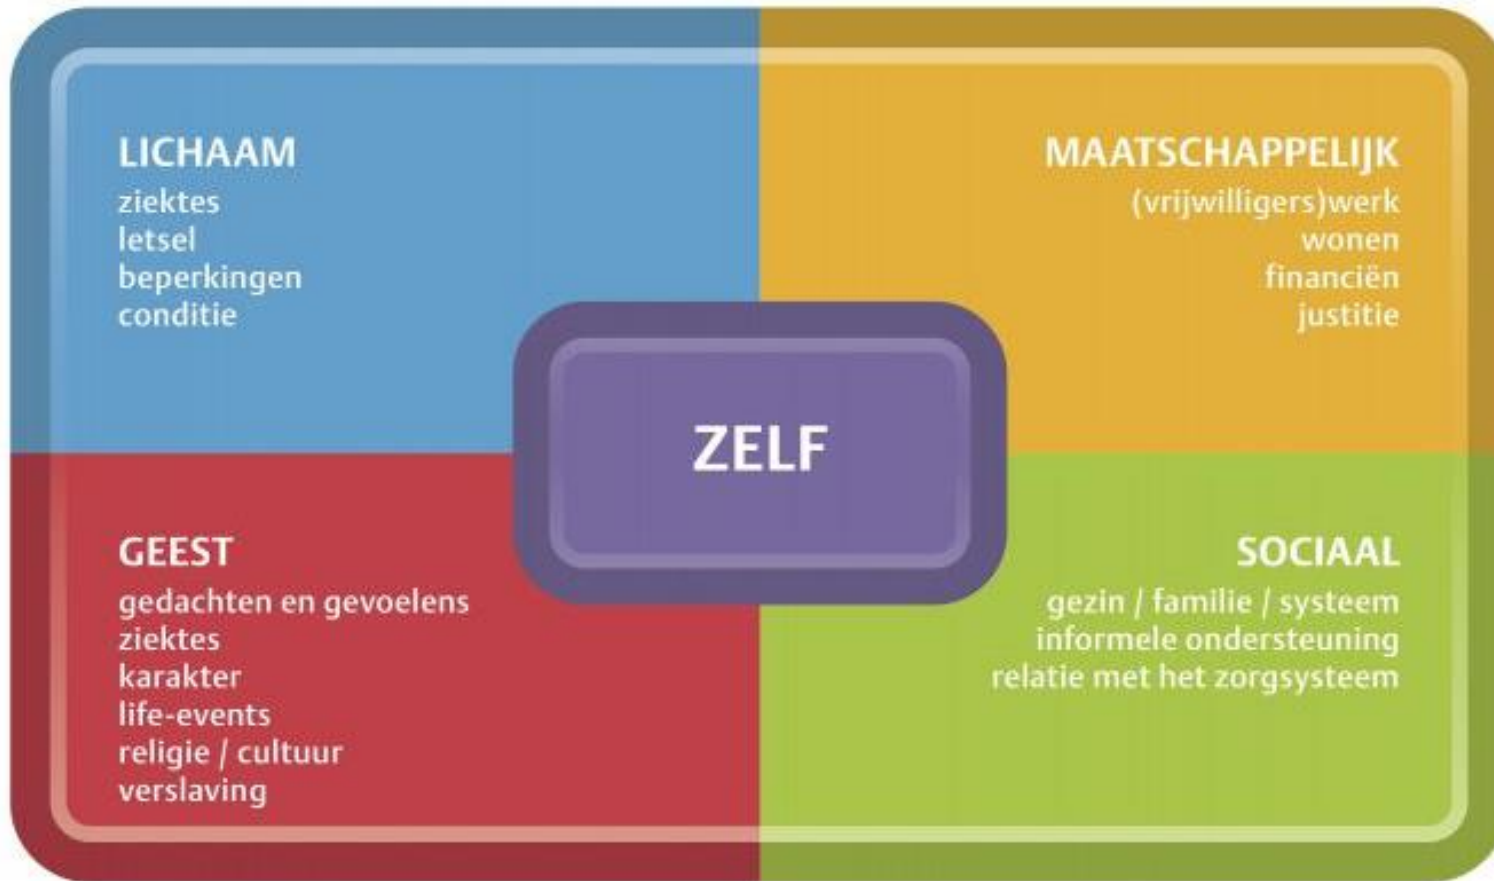 LICHAAM
ziektes
letsel
beperkingen
conditie
MAATSCHAPPELIJK
(vrijwilligers)werk
wonen
financiën
justitie
ZELF
GEEST
gedachten en gevoelens
ziektes
karakter
life-events
religie / cultuur
verslaving
SOCIAAL
gezin / familie / systeem
informele ondersteuning
relatie met het zorgsysteem